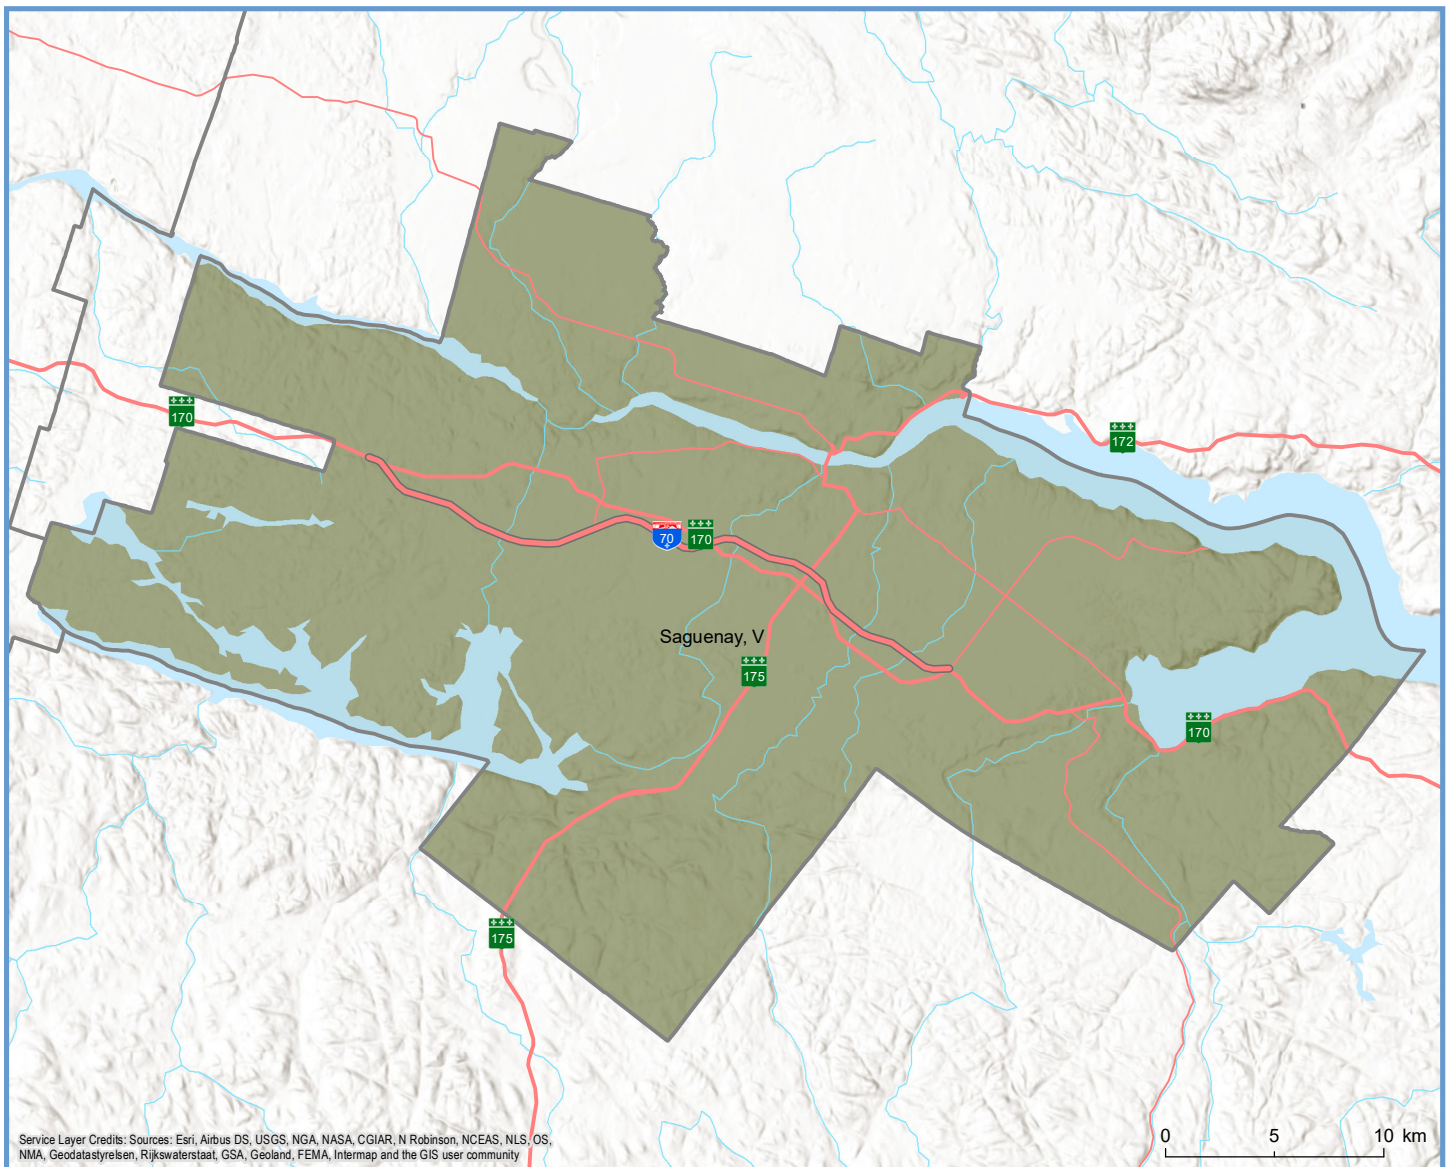 170
172
70
170
Saguenay, V
175
170
175
Service Layer Credits: Sources: Esri, Airbus DS, USGS, NGA, NASA, CGIAR, N Robinson, NCEAS, NLS, OS,
NMA, Geodatastyrelsen, Rijkswaterstaat, GSA, Geoland, FEMA, Intermap and the GIS user community
0 5 10 km